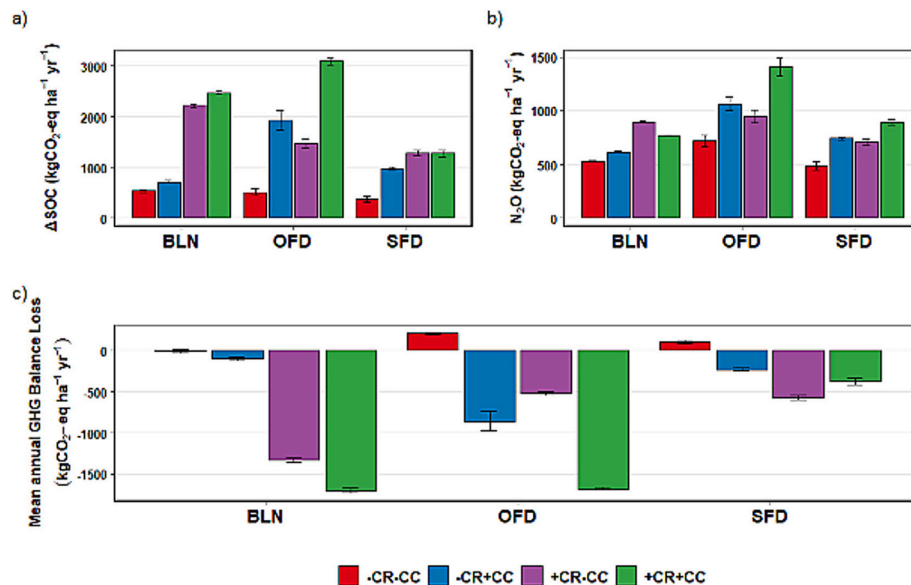 a)
ΔSOC (kgCO₂-eq ha⁻¹ yr⁻¹)
3000
2000
1000
0
BLN OFD SFD
b)
N₂O (kgCO₂-eq ha⁻¹ yr⁻¹)
1500
1000
500
0
BLN OFD SFD
c)
Mean annual GHG Balance Loss
(kgCO₂-eq ha⁻¹ yr⁻¹)
0
-500
-1000
-1500
BLN OFD SFD
-CR-CC -CR+CC +CR-CC +CR+CC